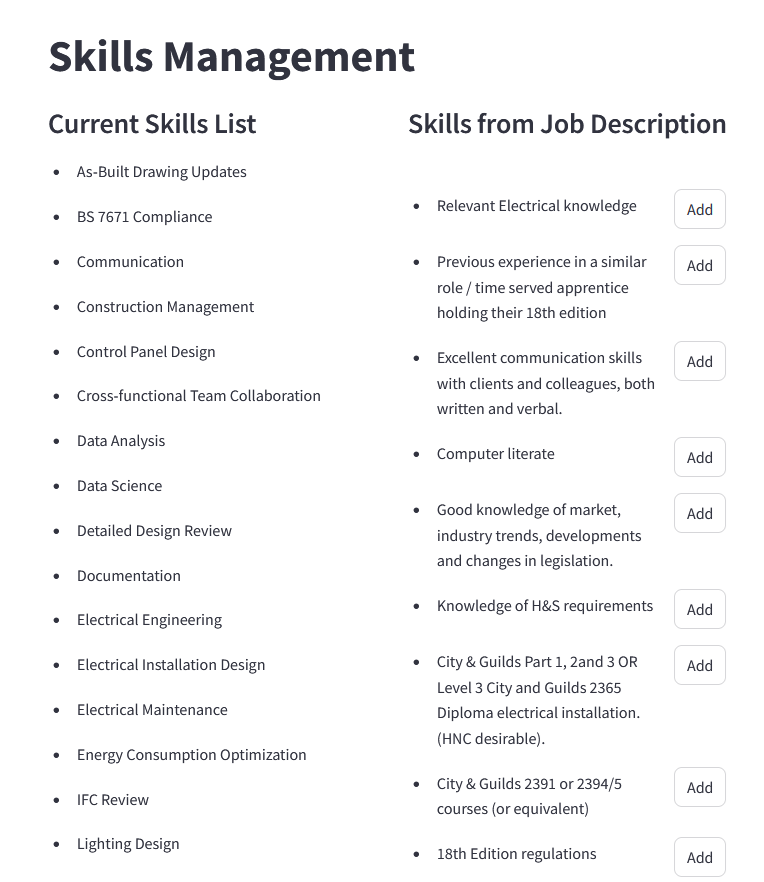 Skills Management
Current Skills List
As-Built Drawing Updates
BS 7671 Compliance
Communication
Construction Management
Control Panel Design
Cross-functional Team Collaboration
Data Analysis
Data Science
Detailed Design Review
Documentation
Electrical Engineering
Electrical Installation Design
Electrical Maintenance
Energy Consumption Optimization
IFC Review
Lighting Design
Skills from Job Description
Relevant Electrical knowledge
Add
Previous experience in a similar
role / time served apprentice
holding their 18th edition
Add
Excellent communication skills
with clients and colleagues, both
written and verbal.
Add
Computer literate
Add
Good knowledge of market,
industry trends, developments
and changes in legislation.
Add
Knowledge of H&S requirements
Add
City & Guilds Part 1, 2and 3 OR
Level 3 City and Guilds 2365
Diploma electrical installation.
(HNC desirable).
Add
City & Guilds 2391 or 2394/5
courses (or equivalent)
Add
18th Edition regulations
Add